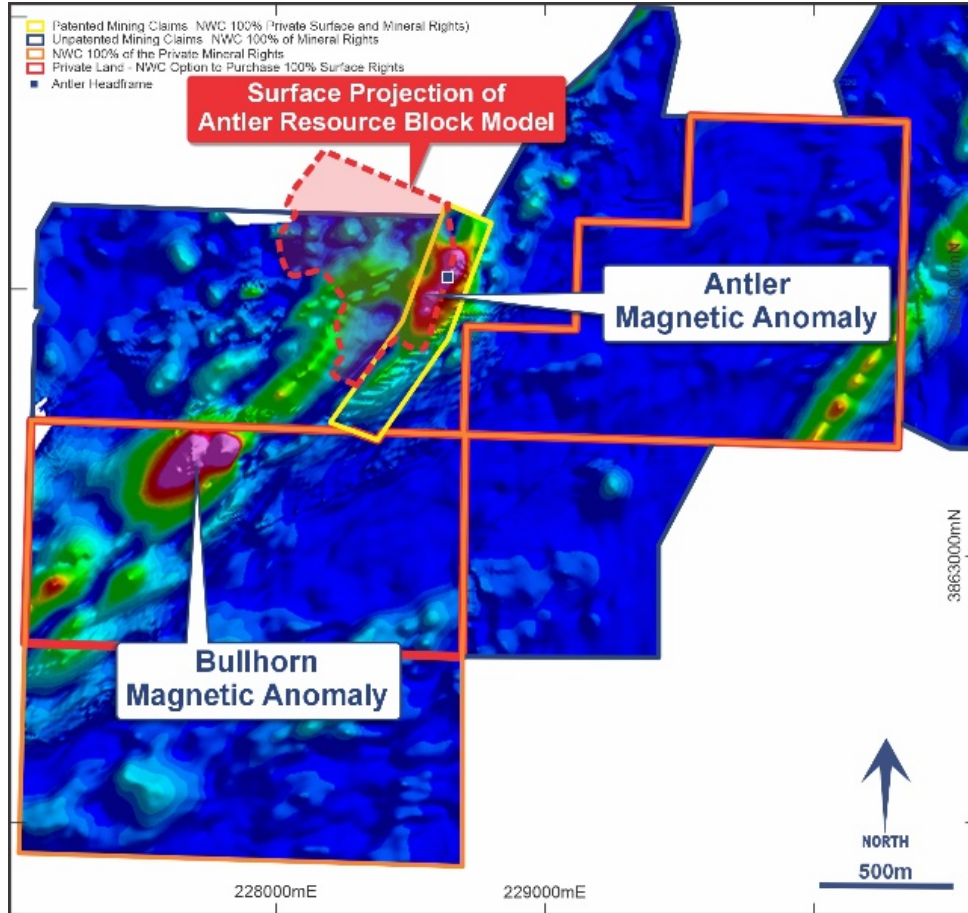 Patented Mining Claims NWC 100% Private Surface and Mineral Rights)
Unpatented Mining Claims NWC 100% of Mineral Rights
NWC 100% of the Private Mineral Rights
Private Land - NWC Option to Purchase 100% Surface Rights
Antler Headframe
Surface Projection of
Antler Resource Block Model
Antler
Magnetic Anomaly
Bullhorn
Magnetic Anomaly
3863000mN
NORTH
500m
228000mE
229000mE